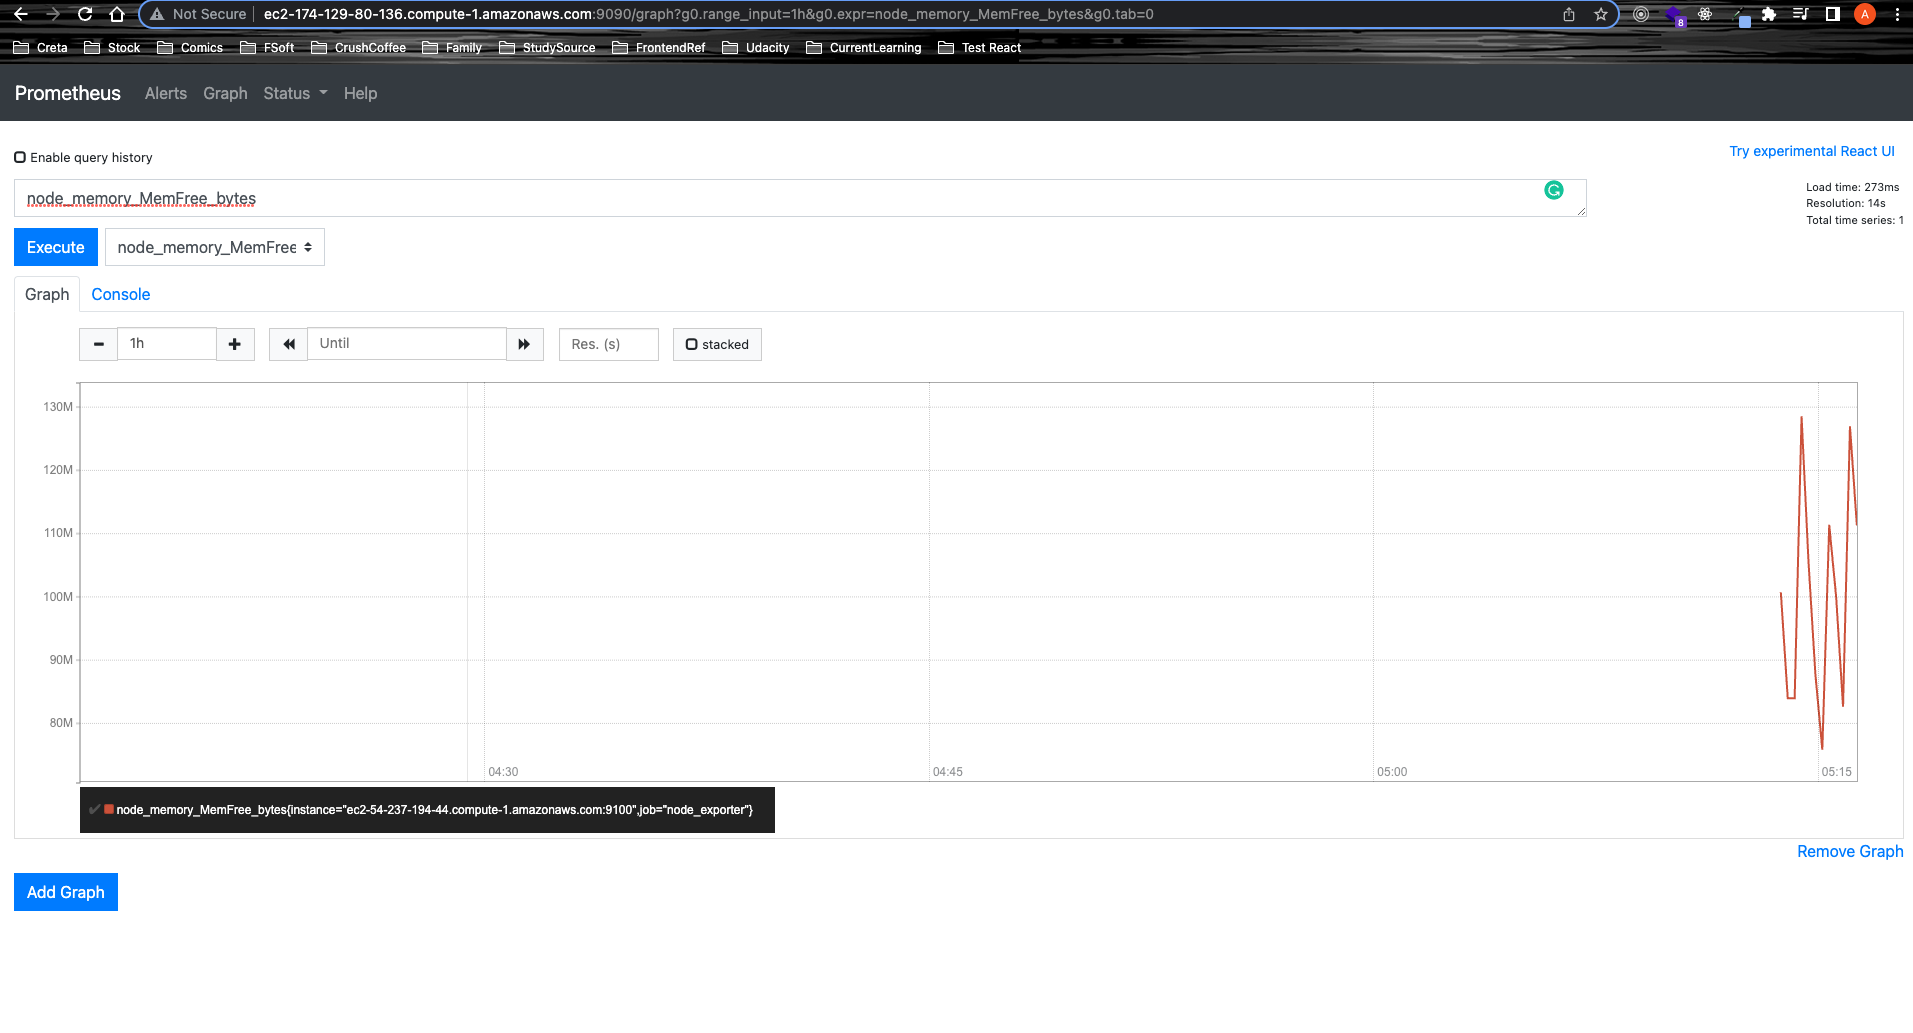 Not Secure | ec2-174-129-80-136.compute-1.amazonaws.com:9090/graph?g0.range_input=1h&g0.expr=node_memory_MemFree_bytes&g0.tab=0
8
A
Creta Stock Comics FSoft CrushCoffee Family StudySource FrontendRef Udacity CurrentLearning Test React
Prometheus Alerts Graph Status Help
Enable query history
Try experimental React UI
node_memory_MemFree_bytes
Load time: 273ms
Resolution: 14s
Total time series: 1
Execute node_memory_MemFree
Graph Console
1h Until Res. (s) stacked
130M
120M
110M
100M
90M
80M
04:30 04:45 05:00 05:15
node_memory_MemFree_bytes{instance="ec2-54-237-194-44.compute-1.amazonaws.com:9100",job="node_exporter"}
Remove Graph
Add Graph